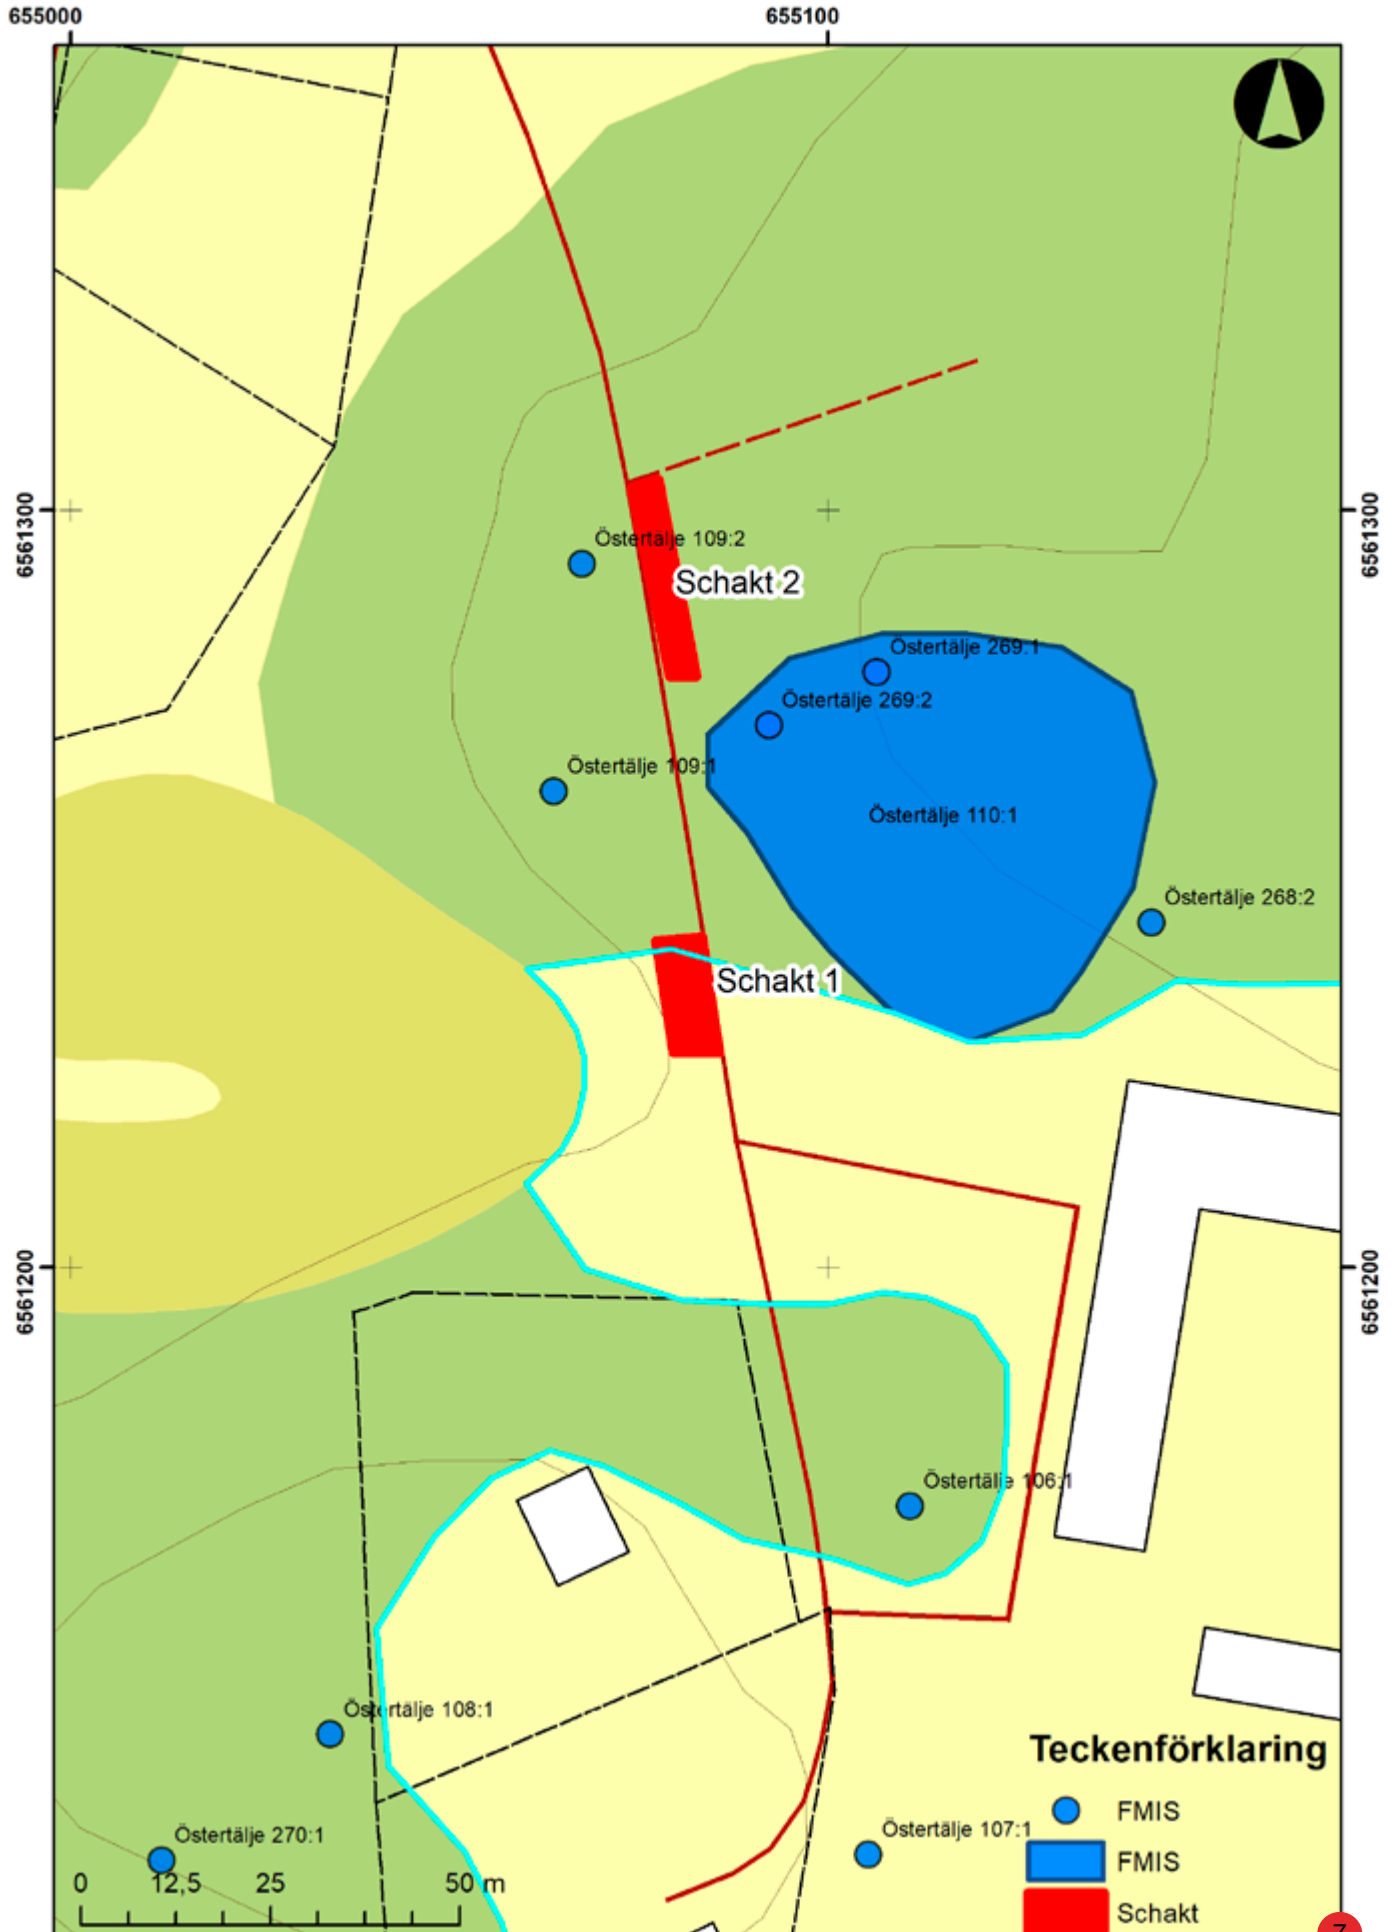 655000
655100
6561300
6561300
Östertälje 109:2
Schakt 2
Östertälje 269:1
Östertälje 269:2
Östertälje 109:1
Östertälje 110:1
Östertälje 268:2
Schakt 1
6561200
6561200
Östertälje 106:1
Östertälje 108:1
Teckenförklaring
FMIS
Östertälje 107:1
Östertälje 270:1
FMIS
0 12,5 25 50 m
Schakt